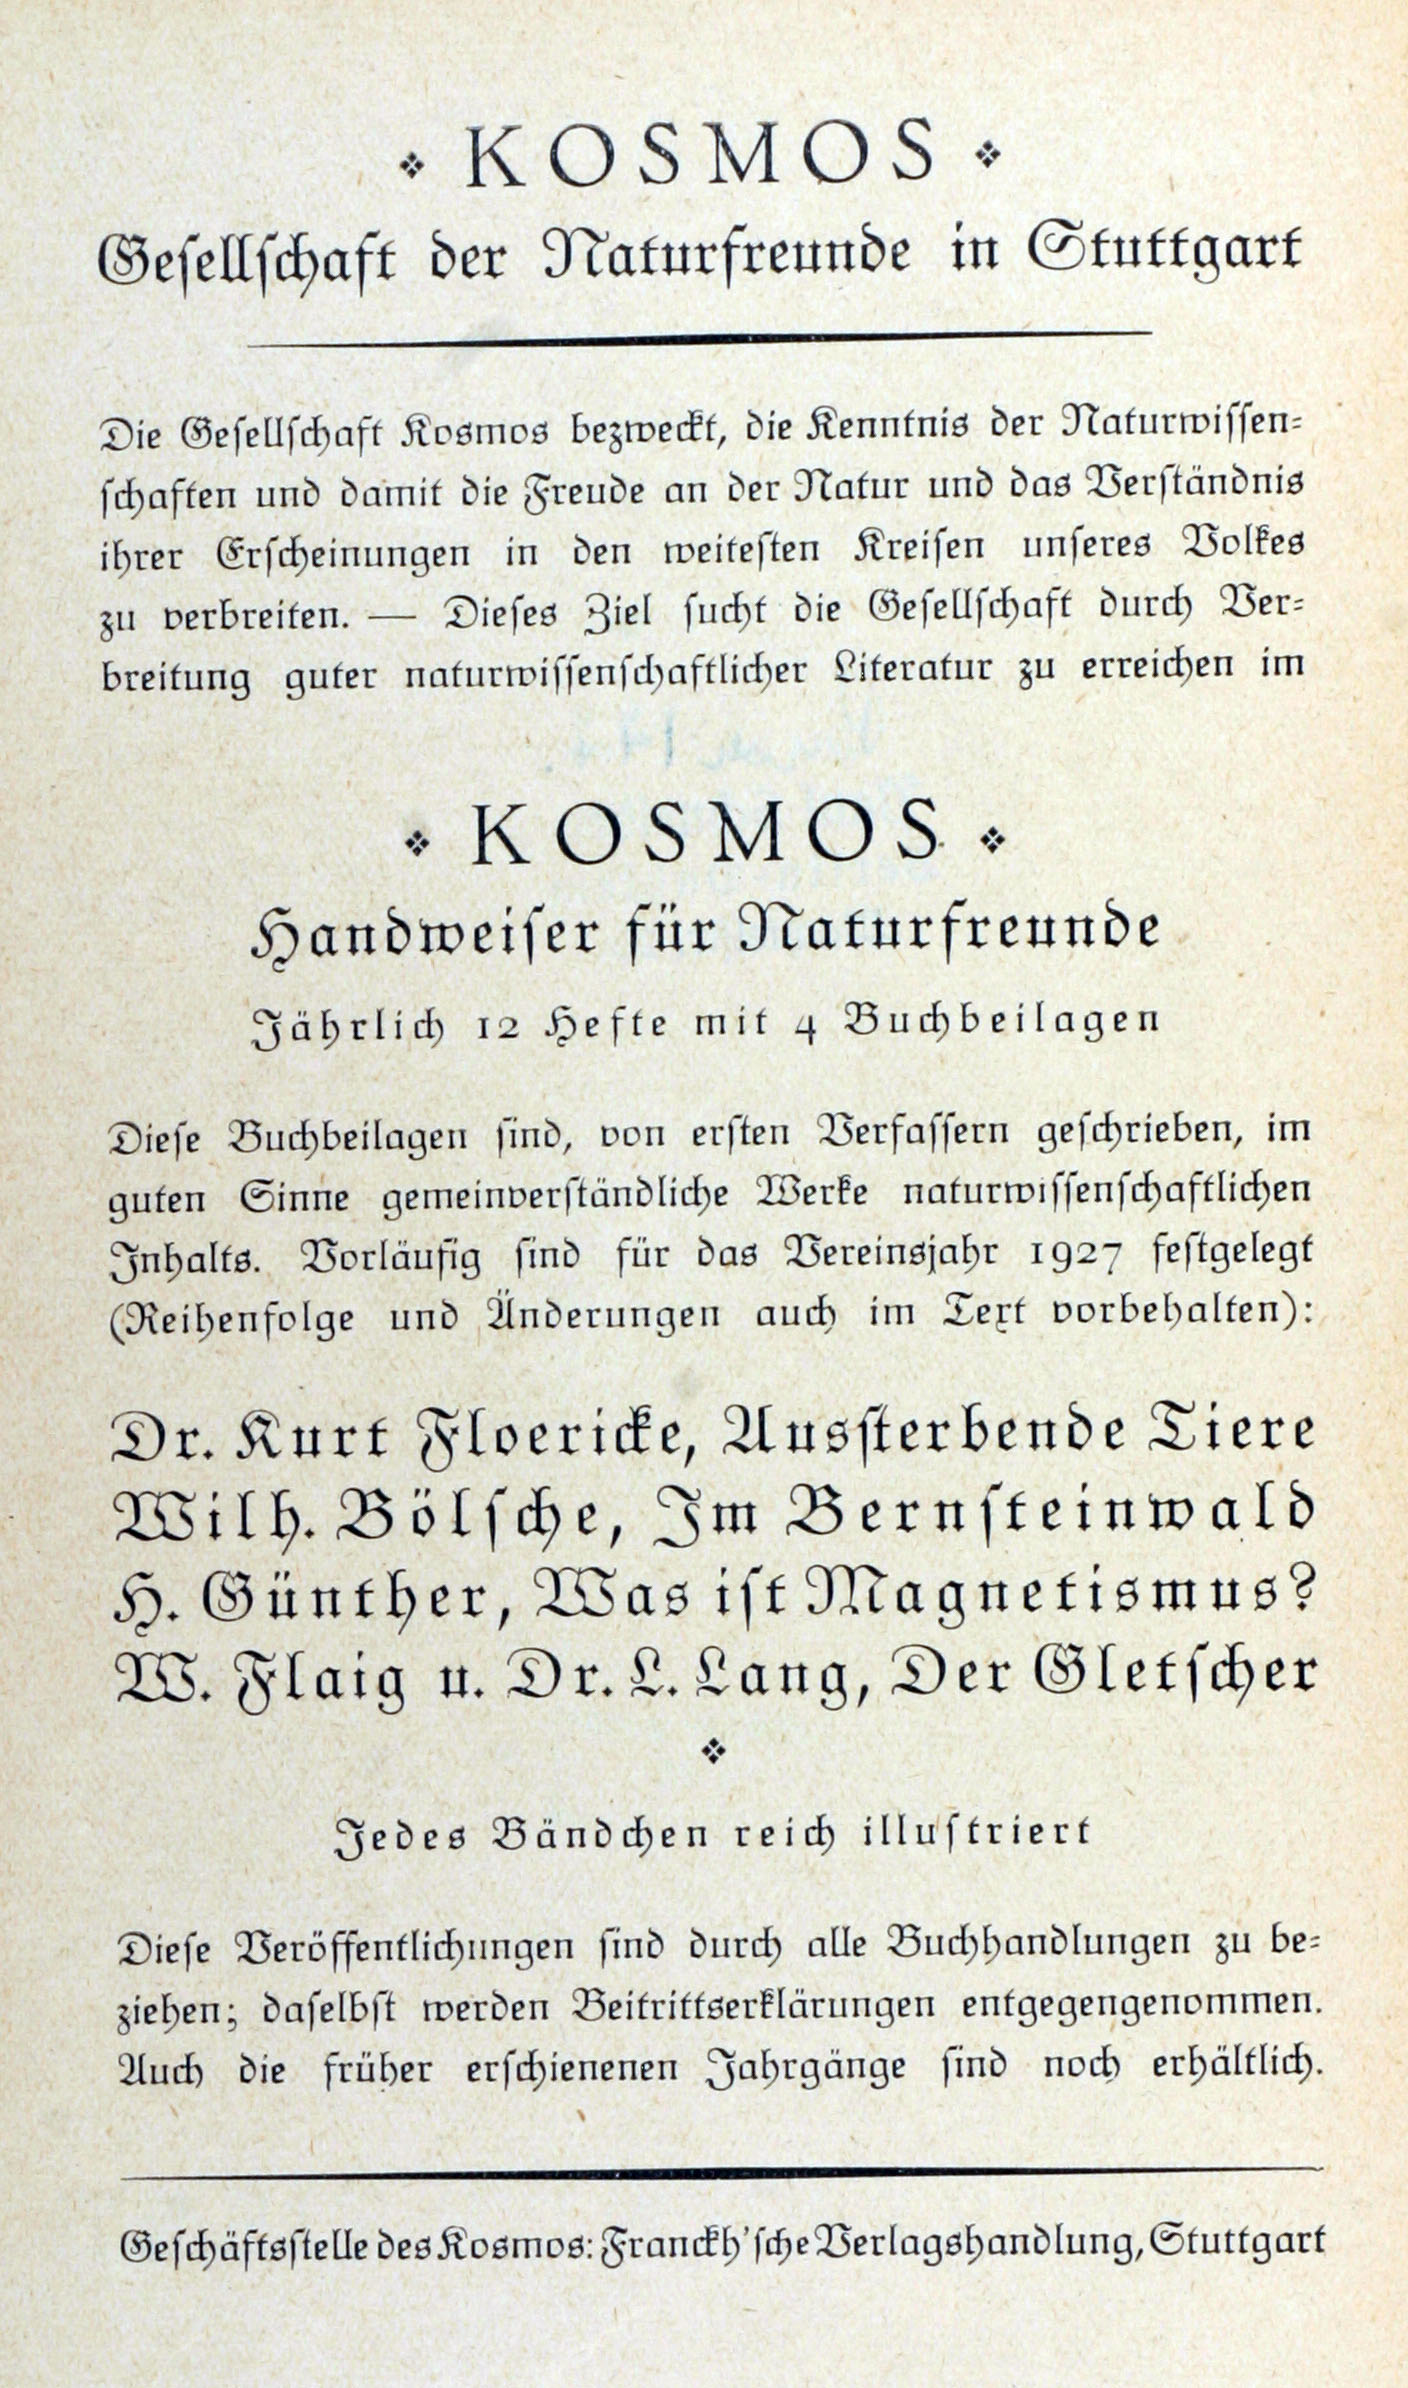 KOSMOS
Gesellschaft der Naturfreunde in Stuttgart
Die Gesellschaft Kosmos bezweckt, die Kenntnis der Naturwissen-
schaften und damit die Freude an der Natur und das Verständnis
ihrer Erscheinungen in den weitesten Kreisen unseres Volkes
zu verbreiten. — Dieses Ziel sucht die Gesellschaft durch Ver-
breitung guter naturwissenschaftlicher Literatur zu erreichen im
KOSMOS
Handweiser für Naturfreunde
Jährlich 12 Hefte mit 4 Buchbeilagen
Diese Buchbeilagen sind, von ersten Verfassern geschrieben, im
guten Sinne gemeinverständliche Werke naturwissenschaftlichen
Inhalts. Vorläufig sind für das Vereinsjahr 1927 festgelegt
(Reihenfolge und Änderungen auch im Text vorbehalten):
Dr. Kurt Floericke, Aussterbende Tiere
Wilh. Bölsche, Im Bernsteinwald
H. Günther, Was ist Magnetismus?
W. Flaig u. Dr. L. Lang, Der Gletscher
Jedes Bändchen reich illustriert
Diese Veröffentlichungen sind durch alle Buchhandlungen zu be-
ziehen; daselbst werden Beitrittserklärungen entgegengenommen.
Auch die früher erschienenen Jahrgänge sind noch erhältlich.
Geschäftsstelle des Kosmos: Franckh'sche Verlagshandlung, Stuttgart